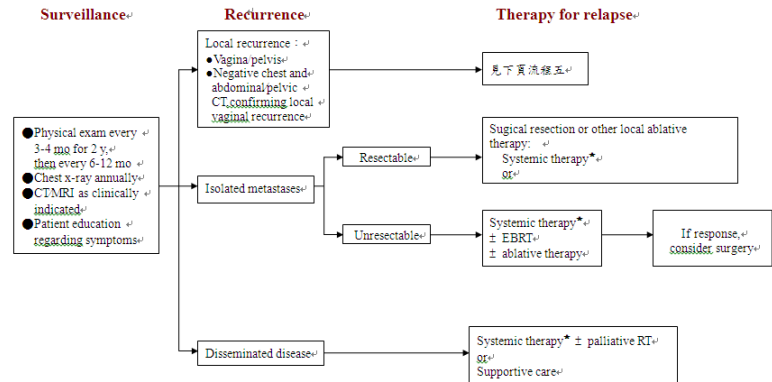 Surveillance
Recurrence
Therapy for relapse
Local recurrence：
●Vagina/pelvis
●Negative chest and
abdominal/pelvic
CT,confirming local
vaginal recurrence
見下頁流程五
●Physical exam every
3-4 mo for 2 y,
then every 6-12 mo
●Chest x-ray annually
●CT/MRI as clinically
indicated
●Patient education
regarding symptoms
Isolated metastases
Resectable
Sugical resection or other local ablative
therapy:
Systemic therapy★
or
Unresectable
Systemic therapy★
± EBRT
± ablative therapy
If response,
consider surgery
Disseminated disease
Systemic therapy★ ± palliative RT
or
Supportive care